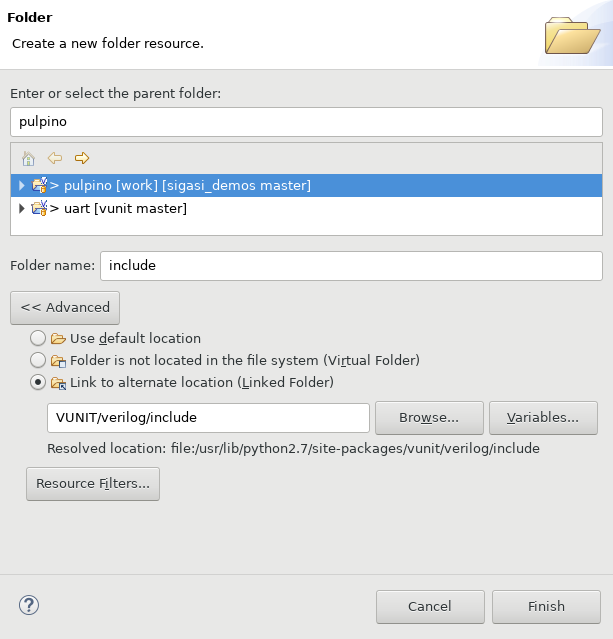 Folder
Create a new folder resource.
Enter or select the parent folder:
pulpino
> pulpino [work] [sigasi_demos master]
> uart [vunit master]
Folder name: include
<< Advanced
Use default location
Folder is not located in the file system (Virtual Folder)
Link to alternate location (Linked Folder)
VUNIT/verilog/include Browse... Variables...
Resolved location: file:/usr/lib/python2.7/site-packages/vunit/verilog/include
Resource Filters...
? Cancel Finish